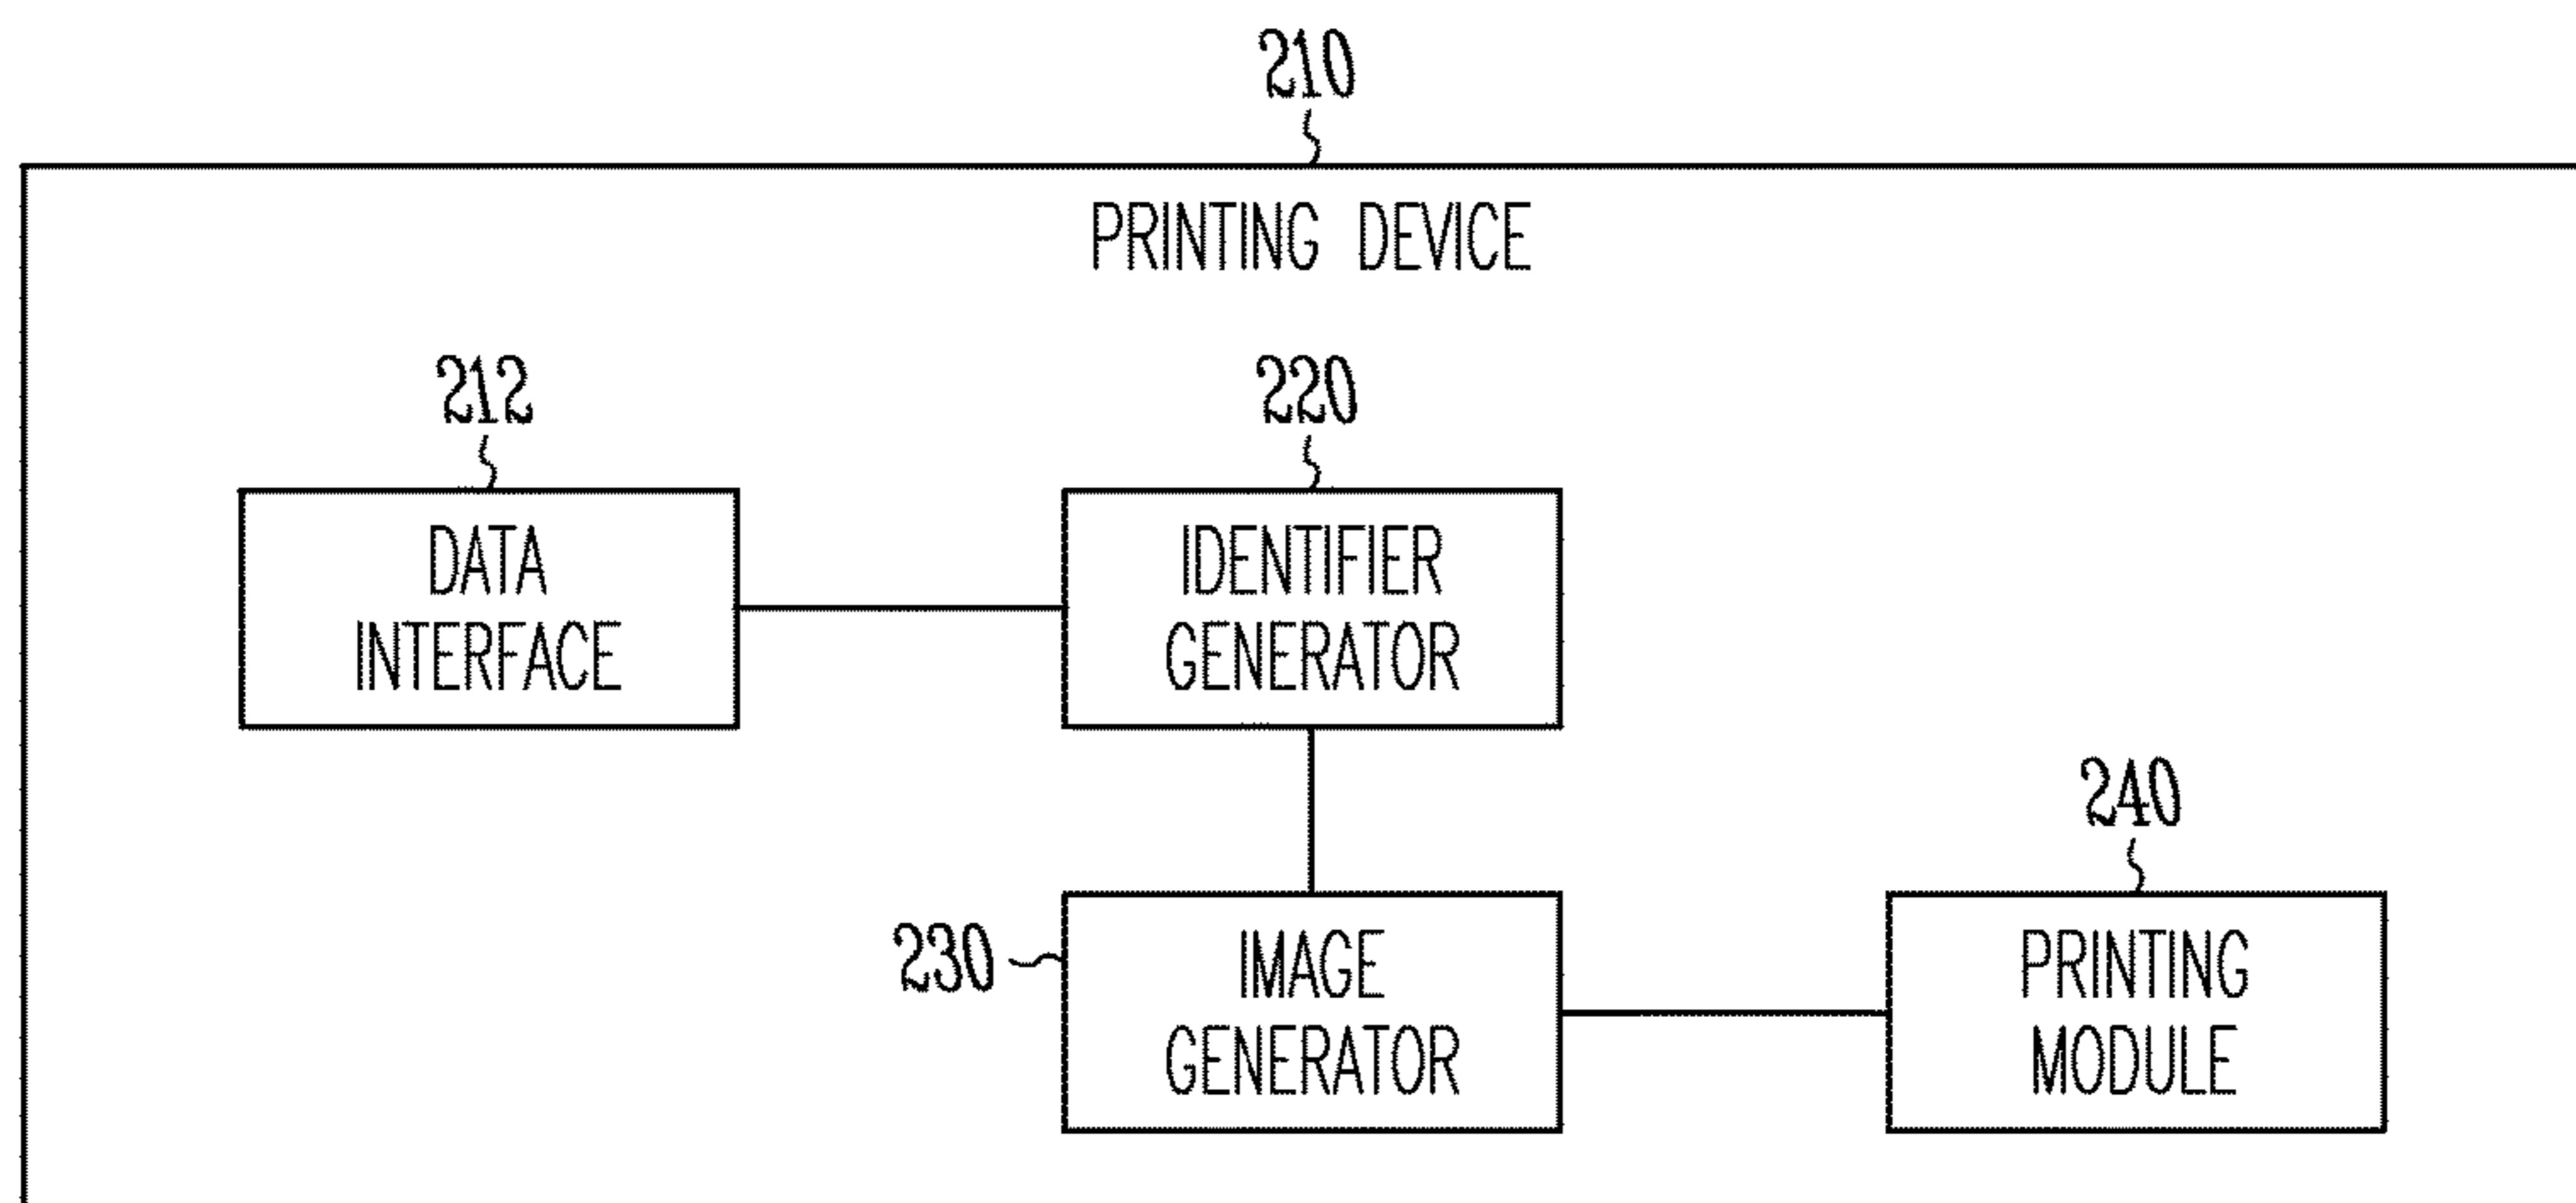 210
PRINTING DEVICE
212
220
DATA
INTERFACE
IDENTIFIER
GENERATOR
240
230
IMAGE
GENERATOR
PRINTING
MODULE